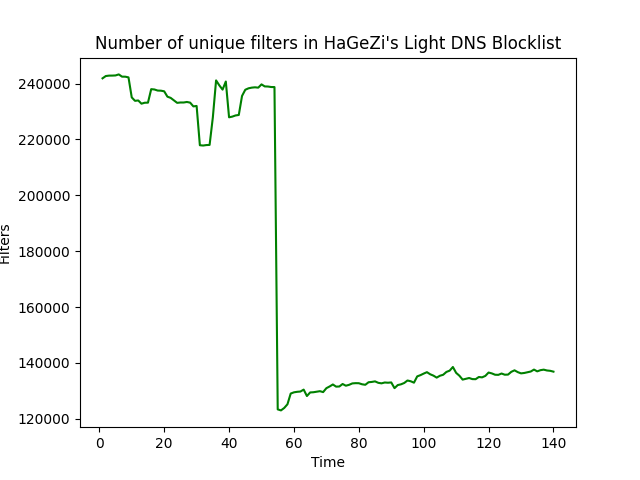 Number of unique filters in HaGeZi's Light DNS Blocklist
240000
220000
200000
180000
160000
140000
120000
Filters
0 20 40 60 80 100 120 140
Time